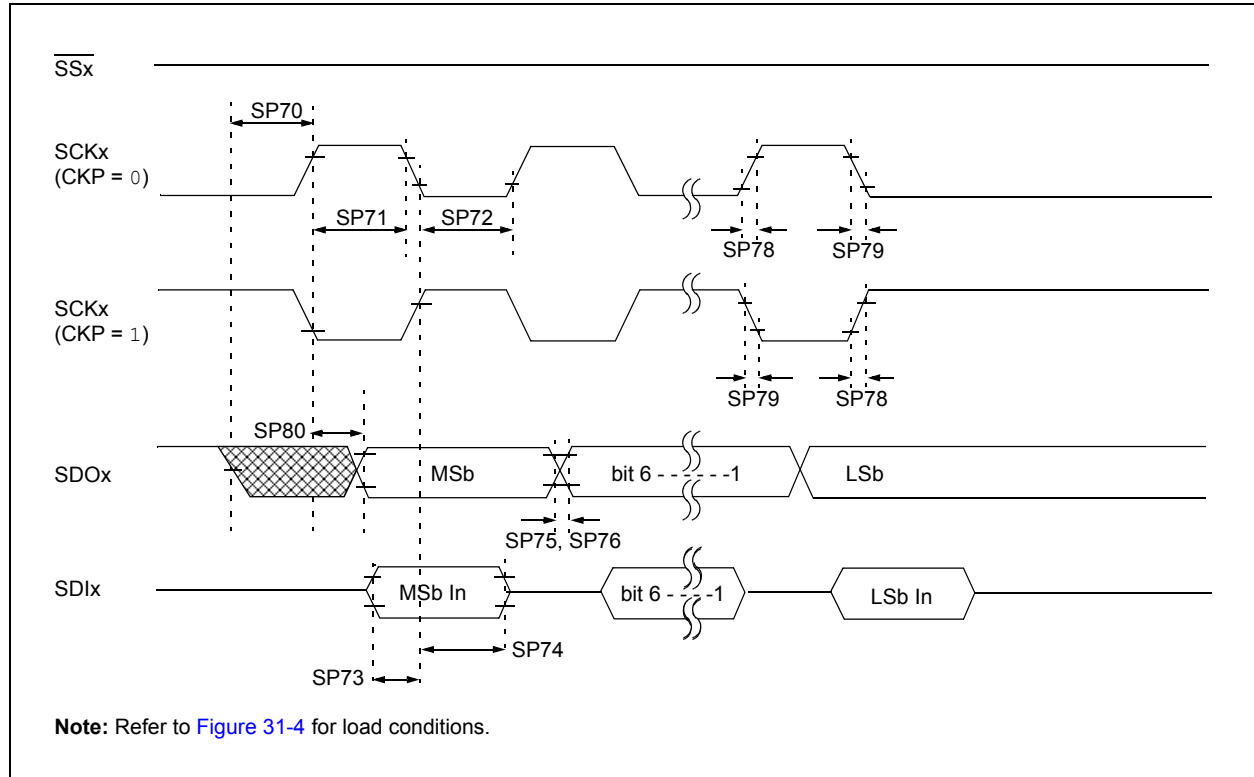 SSx
SP70
SCKx
(CKP = 0)
SP71
SP72
SP78
SP79
SCKx
(CKP = 1)
SP79
SP78
SP80
SDOx
MSb
bit 6 - - - - - -1
LSb
SP75, SP76
SDIx
MSb In
bit 6 - - - -1
LSb In
SP74
SP73
Note: Refer to Figure 31-4 for load conditions.